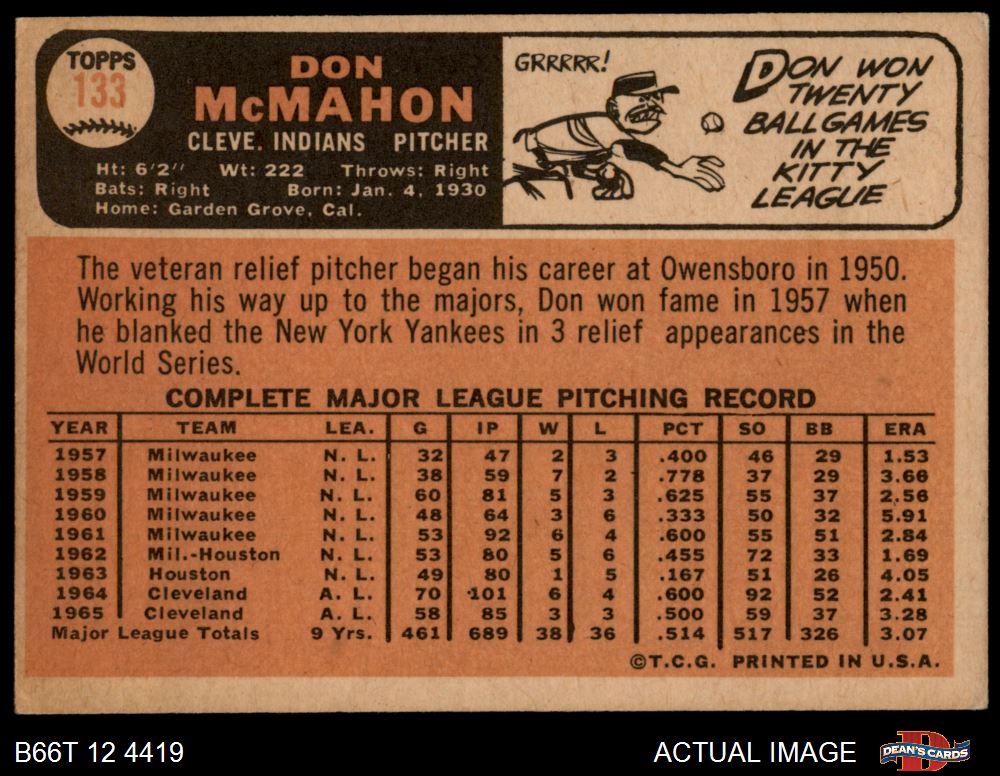 TOPPS
133
DON
McMAHON
CLEVE. INDIANS PITCHER
Ht: 6'2" Wt: 222 Throws: Right
Bats: Right Born: Jan. 4, 1930
Home: Garden Grove, Cal.
GRRRRR!
DON WON
TWENTY
BALL GAMES
IN THE
KITTY
LEAGUE
The veteran relief pitcher began his career at Owensboro in 1950.
Working his way up to the majors, Don won fame in 1957 when
he blanked the New York Yankees in 3 relief appearances in the
World Series.
COMPLETE MAJOR LEAGUE PITCHING RECORD
YEAR TEAM LEA. G IP W L PCT SO BB ERA
1957 Milwaukee N. L. 32 47 2 3 .400 46 29 1.53
1958 Milwaukee N. L. 38 59 7 2 .778 37 29 3.66
1959 Milwaukee N. L. 60 81 5 3 .625 55 37 2.56
1960 Milwaukee N. L. 48 64 3 6 .333 50 32 5.91
1961 Milwaukee N. L. 53 92 6 4 .600 55 51 2.84
1962 Mil.-Houston N. L. 53 80 5 6 .455 72 33 1.69
1963 Houston N. L. 49 80 1 5 .167 51 26 4.05
1964 Cleveland A. L. 70 101 6 4 .600 92 52 2.41
1965 Cleveland A. L. 58 85 3 3 .500 59 37 3.28
Major League Totals 9 Yrs. 461 689 38 36 .514 517 326 3.07
©T.C.G. PRINTED IN U.S.A.
B66T 12 4419
ACTUAL IMAGE
DEAN'S CARDS